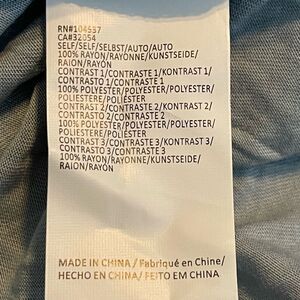 RN#104537
CA#32054
SELF/SELF/SELBST/AUTO/AUTO
100% RAYON/RAYONNE/KUNSTSEIDE/
RAION/RAYÓN
CONTRAST 1/CONTRASTE 1/KONTRAST 1/
CONTRASTO 1/CONTRASTE 1
100% POLYESTER/POLYESTER/POLYESTER/
POLIESTERE/POLIÉSTER
CONTRAST 2/CONTRASTE 2/KONTRAST 2/
CONTRASTO 2/CONTRASTE 2
100% POLYESTER/POLYESTER/POLYESTER/
POLIESTERE/POLIÉSTER
CONTRAST 3/CONTRASTE 3/KONTRAST 3/
CONTRASTO 3/CONTRASTE 3
100% RAYON/RAYONNE/KUNSTSEIDE/
RAION/RAYÓN
MADE IN CHINA / Fabriqué en Chine/
HECHO EN CHINA/ FEITO EM CHINA